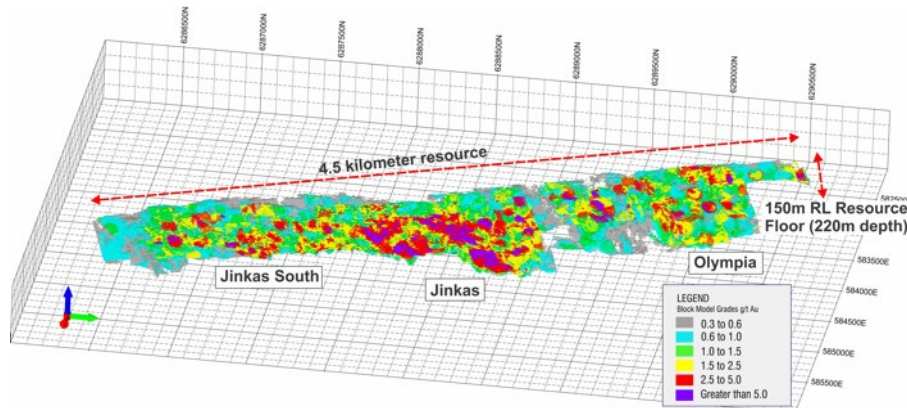 6286500N
6287000N
6287500N
6288000N
6288500N
6289000N
6289500N
6290000N
6290500N
4.5 kilometer resource
150m RL Resource
Floor (220m depth)
583500E
584000E
584500E
585000E
585500E
Jinkas South
Jinkas
Olympia
LEGEND
Block Model Grades g/t Au
0.3 to 0.6
0.6 to 1.0
1.0 to 1.5
1.5 to 2.5
2.5 to 5.0
Greater than 5.0